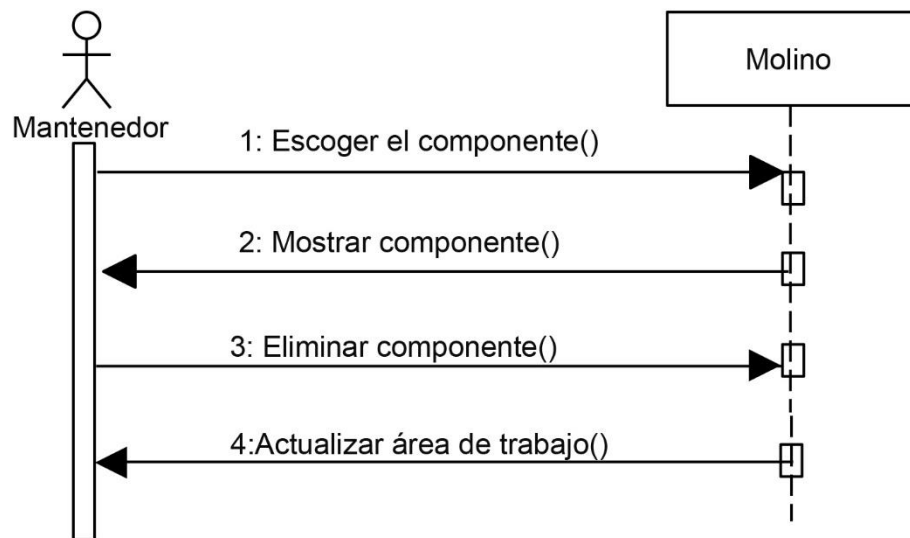 Molino
Mantenedor
1: Escoger el componente()
2: Mostrar componente()
3: Eliminar componente()
4:Actualizar área de trabajo()